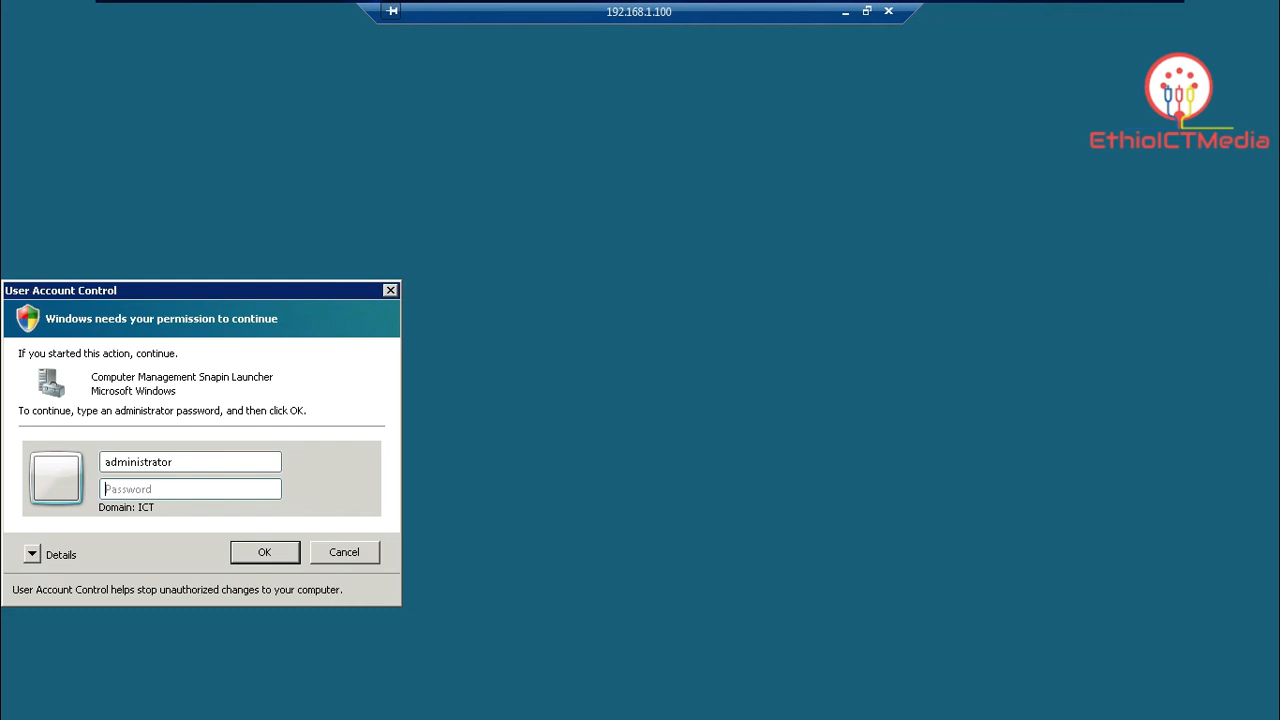 192.168.1.100
EthioICTMedia
User Account Control
Windows needs your permission to continue
If you started this action, continue.
Computer Management Snapin Launcher
Microsoft Windows
To continue, type an administrator password, and then click OK.
administrator
Password
Domain: ICT
Details
OK
Cancel
User Account Control helps stop unauthorized changes to your computer.